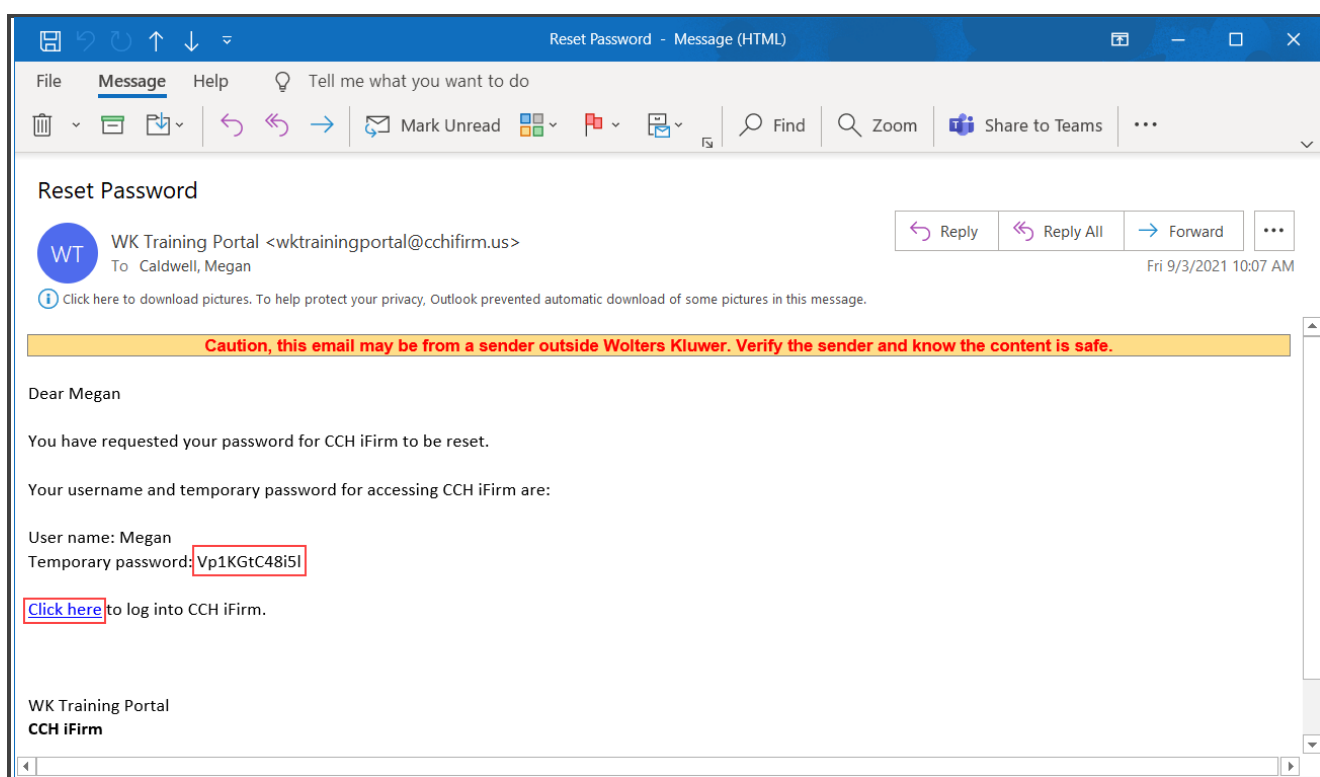 Reset Password - Message (HTML)
File Message Help Tell me what you want to do
Mark Unread Find Zoom Share to Teams
Reset Password
WT
WK Training Portal <wktrainingportal@cchifirm.us>
To Caldwell, Megan
Reply Reply All Forward
Fri 9/3/2021 10:07 AM
Click here to download pictures. To help protect your privacy, Outlook prevented automatic download of some pictures in this message.
Caution, this email may be from a sender outside Wolters Kluwer. Verify the sender and know the content is safe.
Dear Megan
You have requested your password for CCH iFirm to be reset.
Your username and temporary password for accessing CCH iFirm are:
User name: Megan
Temporary password: Vp1KGtC48i5l
Click here to log into CCH iFirm.
WK Training Portal
CCH iFirm